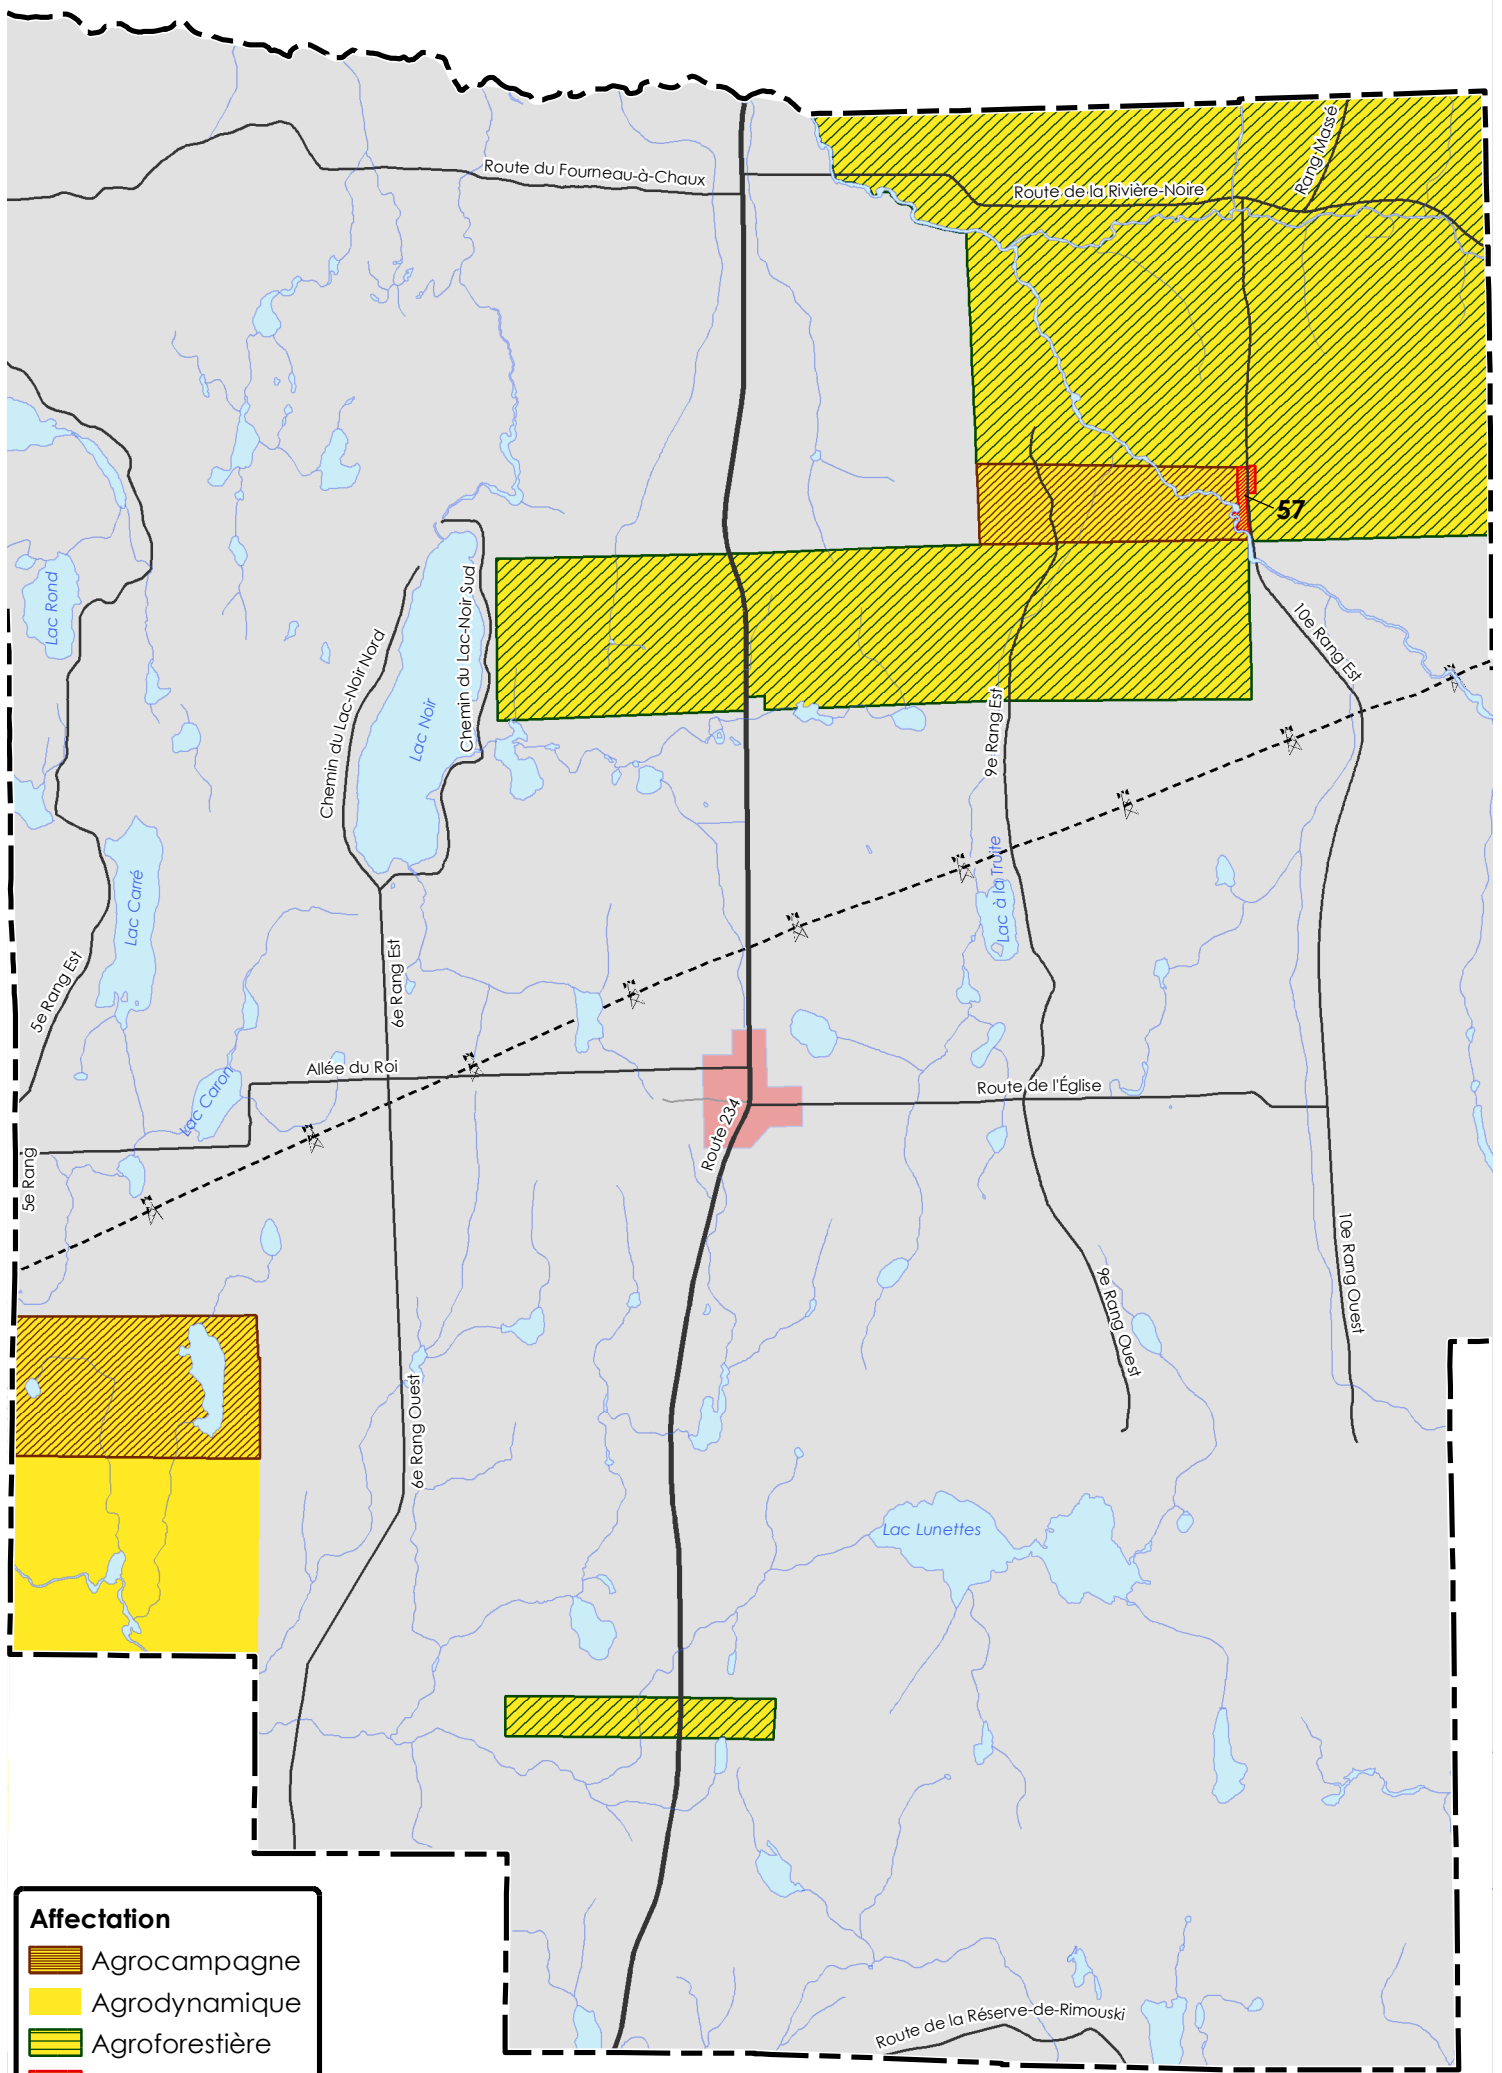 Rang Massé
Route du Fourneau-à-Chaux
Route de la Rivière-Noire
57
Lac Rond
Chemin du Lac-Noir Nord
Lac Noir
Chemin du Lac-Noir Sud
10e Rang Est
9e Rang Est
Lac Carré
Lac à la Truite
5e Rang Est
6e Rang Est
Allée du Roi
Lac Caron
Route de l'Église
Route 234
5e Rang
10e Rang Ouest
9e Rang Ouest
6e Rang Ouest
Lac Lunettes
Route de la Réserve-de-Rimouski
Affectation
Agrocampagne
Agrodynamique
Agroforestière